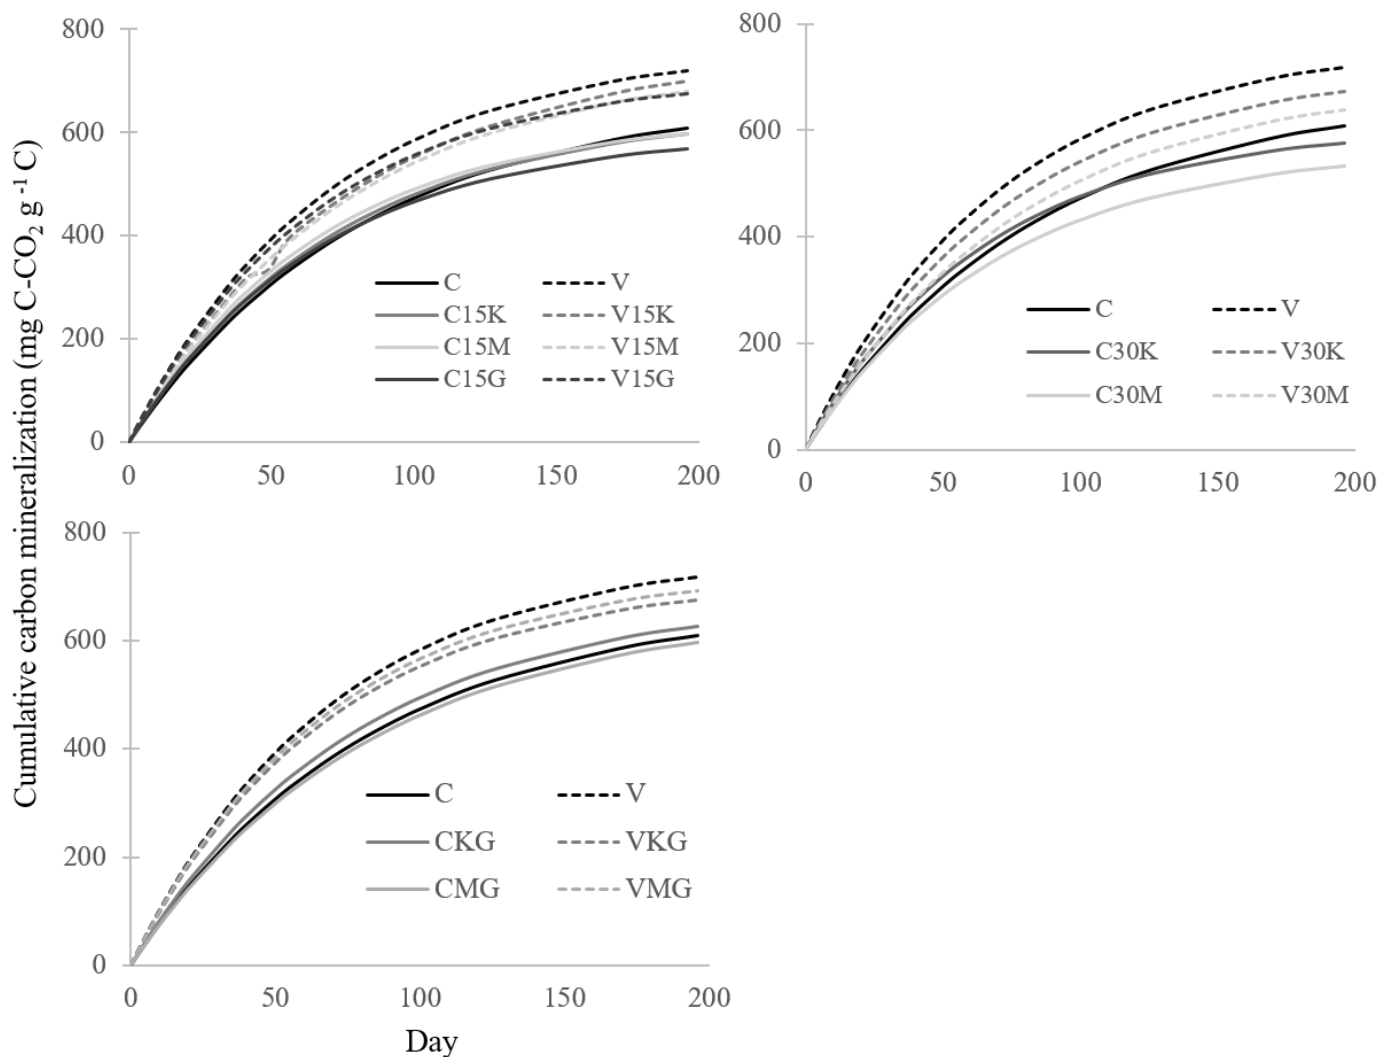 Cumulative carbon mineralization (mg C-CO₂ g⁻¹ C)
800
600
400
200
0
0 50 100 150 200
C V
C15K V15K
C15M V15M
C15G V15G
800
600
400
200
0
0 50 100 150 200
C V
C30K V30K
C30M V30M
800
600
400
200
0
0 50 100 150 200
C V
CKG VKG
CMG VMG
Day